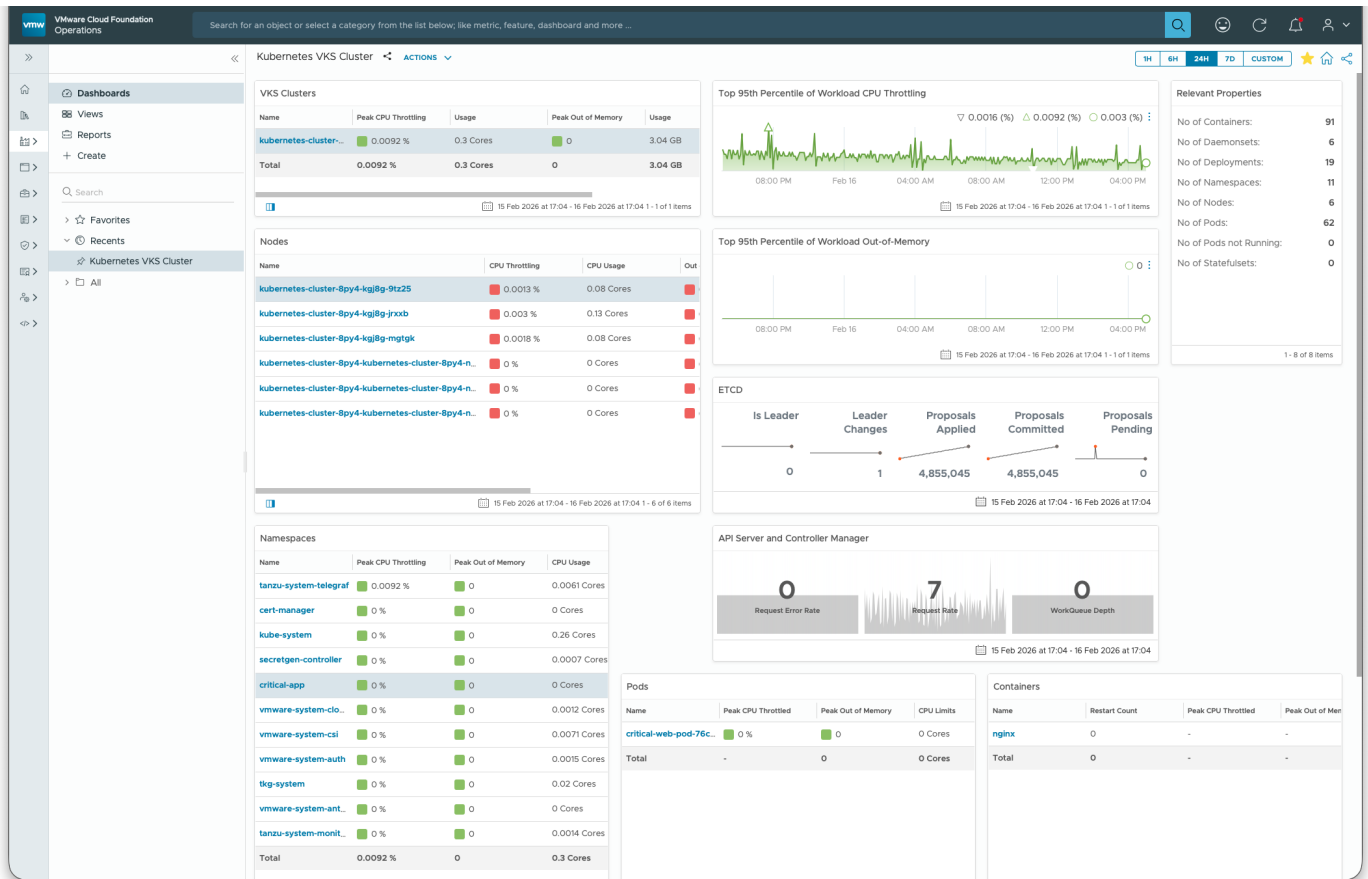 vmw
VMware Cloud Foundation
Operations
Search for an object or select a category from the list below; like metric, feature, dashboard and more ...
Dashboards
Views
Reports
Create
Search
Favorites
Recents
Kubernetes VKS Cluster
All
Kubernetes VKS Cluster
ACTIONS
1H 6H 24H 7D CUSTOM
VKS Clusters
Name Peak CPU Throttling Usage Peak Out of Memory Usage
kubernetes-cluster-... 0.0092 % 0.3 Cores 0 3.04 GB
Total 0.0092 % 0.3 Cores 0 3.04 GB
15 Feb 2026 at 17:04 - 16 Feb 2026 at 17:04 1 - 1 of 1 items
Nodes
Name CPU Throttling CPU Usage Out
kubernetes-cluster-8py4-kgj8g-9tz25 0.0013 % 0.08 Cores
kubernetes-cluster-8py4-kgj8g-jrxxb 0.003 % 0.13 Cores
kubernetes-cluster-8py4-kgj8g-mgtgk 0.0018 % 0.08 Cores
kubernetes-cluster-8py4-kubernetes-cluster-8py4-n... 0 % 0 Cores
kubernetes-cluster-8py4-kubernetes-cluster-8py4-n... 0 % 0 Cores
kubernetes-cluster-8py4-kubernetes-cluster-8py4-n... 0 % 0 Cores
15 Feb 2026 at 17:04 - 16 Feb 2026 at 17:04 1 - 6 of 6 items
Top 95th Percentile of Workload CPU Throttling
0.0016 (%) 0.0092 (%) 0.003 (%)
08:00 PM Feb 16 04:00 AM 08:00 AM 12:00 PM 04:00 PM
15 Feb 2026 at 17:04 - 16 Feb 2026 at 17:04 1 - 1 of 1 items
Top 95th Percentile of Workload Out-of-Memory
0
08:00 PM Feb 16 04:00 AM 08:00 AM 12:00 PM 04:00 PM
15 Feb 2026 at 17:04 - 16 Feb 2026 at 17:04 1 - 1 of 1 items
Relevant Properties
No of Containers: 91
No of Daemonsets: 6
No of Deployments: 19
No of Namespaces: 11
No of Nodes: 6
No of Pods: 62
No of Pods not Running: 0
No of Statefulsets: 0
1 - 8 of 8 items
ETCD
Is Leader Leader Proposals Proposals Proposals
Changes Applied Committed Pending
0 1 4,855,045 4,855,045 0
15 Feb 2026 at 17:04 - 16 Feb 2026 at 17:04
API Server and Controller Manager
0 7 0
Request Error Rate Request Rate WorkQueue Depth
15 Feb 2026 at 17:04 - 16 Feb 2026 at 17:04
Namespaces
Name Peak CPU Throttling Peak Out of Memory CPU Usage
tanzu-system-telegraf 0.0092 % 0 0.0061 Cores
cert-manager 0 % 0 0 Cores
kube-system 0 % 0 0.26 Cores
secretgen-controller 0 % 0 0.0007 Cores
critical-app 0 % 0 0 Cores
vmware-system-clo... 0 % 0 0.0012 Cores
vmware-system-csi 0 % 0 0.0071 Cores
vmware-system-auth 0 % 0 0.0015 Cores
tkg-system 0 % 0 0.02 Cores
vmware-system-ant... 0 % 0 0 Cores
tanzu-system-monit... 0 % 0 0.0014 Cores
Total 0.0092 % 0 0.3 Cores
Pods
Name Peak CPU Throttled Peak Out of Memory CPU Limits
critical-web-pod-76c... 0 % 0 0 Cores
Total - 0 0 Cores
Containers
Name Restart Count Peak CPU Throttled Peak Out of Mem
nginx 0 - -
Total 0 - -